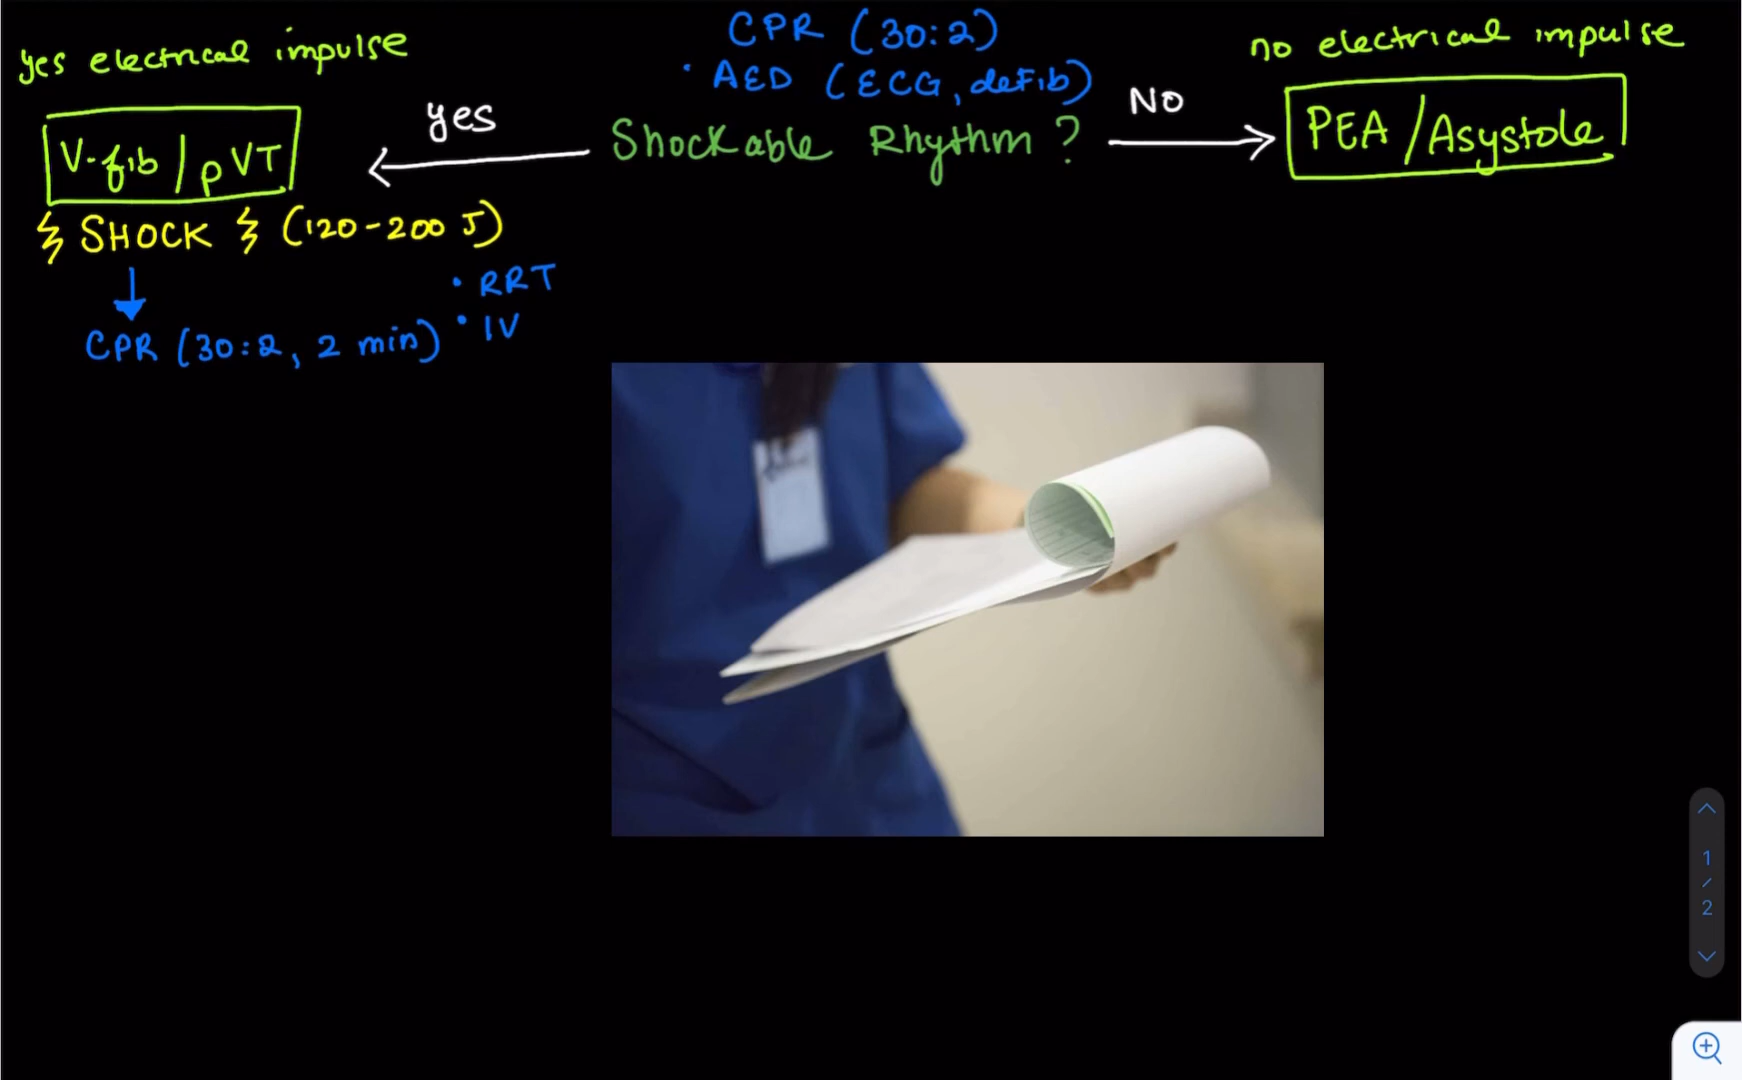 CPR (30:2)
• AED (ECG, defib)
Shockable Rhythm?
yes
NO
yes electrical impulse
V-fib / pVT
SHOCK (120-200 J)
CPR (30:2, 2 min)
• RRT
• IV
no electrical impulse
PEA / Asystole
1
/
2